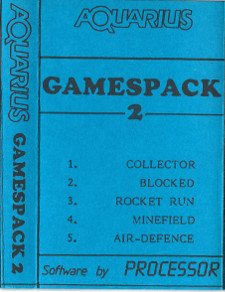 AQUARIUS
GAMESPACK 2
AQUARIUS
GAMESPACK
2
1. COLLECTOR
2. BLOCKED
3. ROCKET RUN
4. MINEFIELD
5. AIR-DEFENCE
Software by PROCESSOR